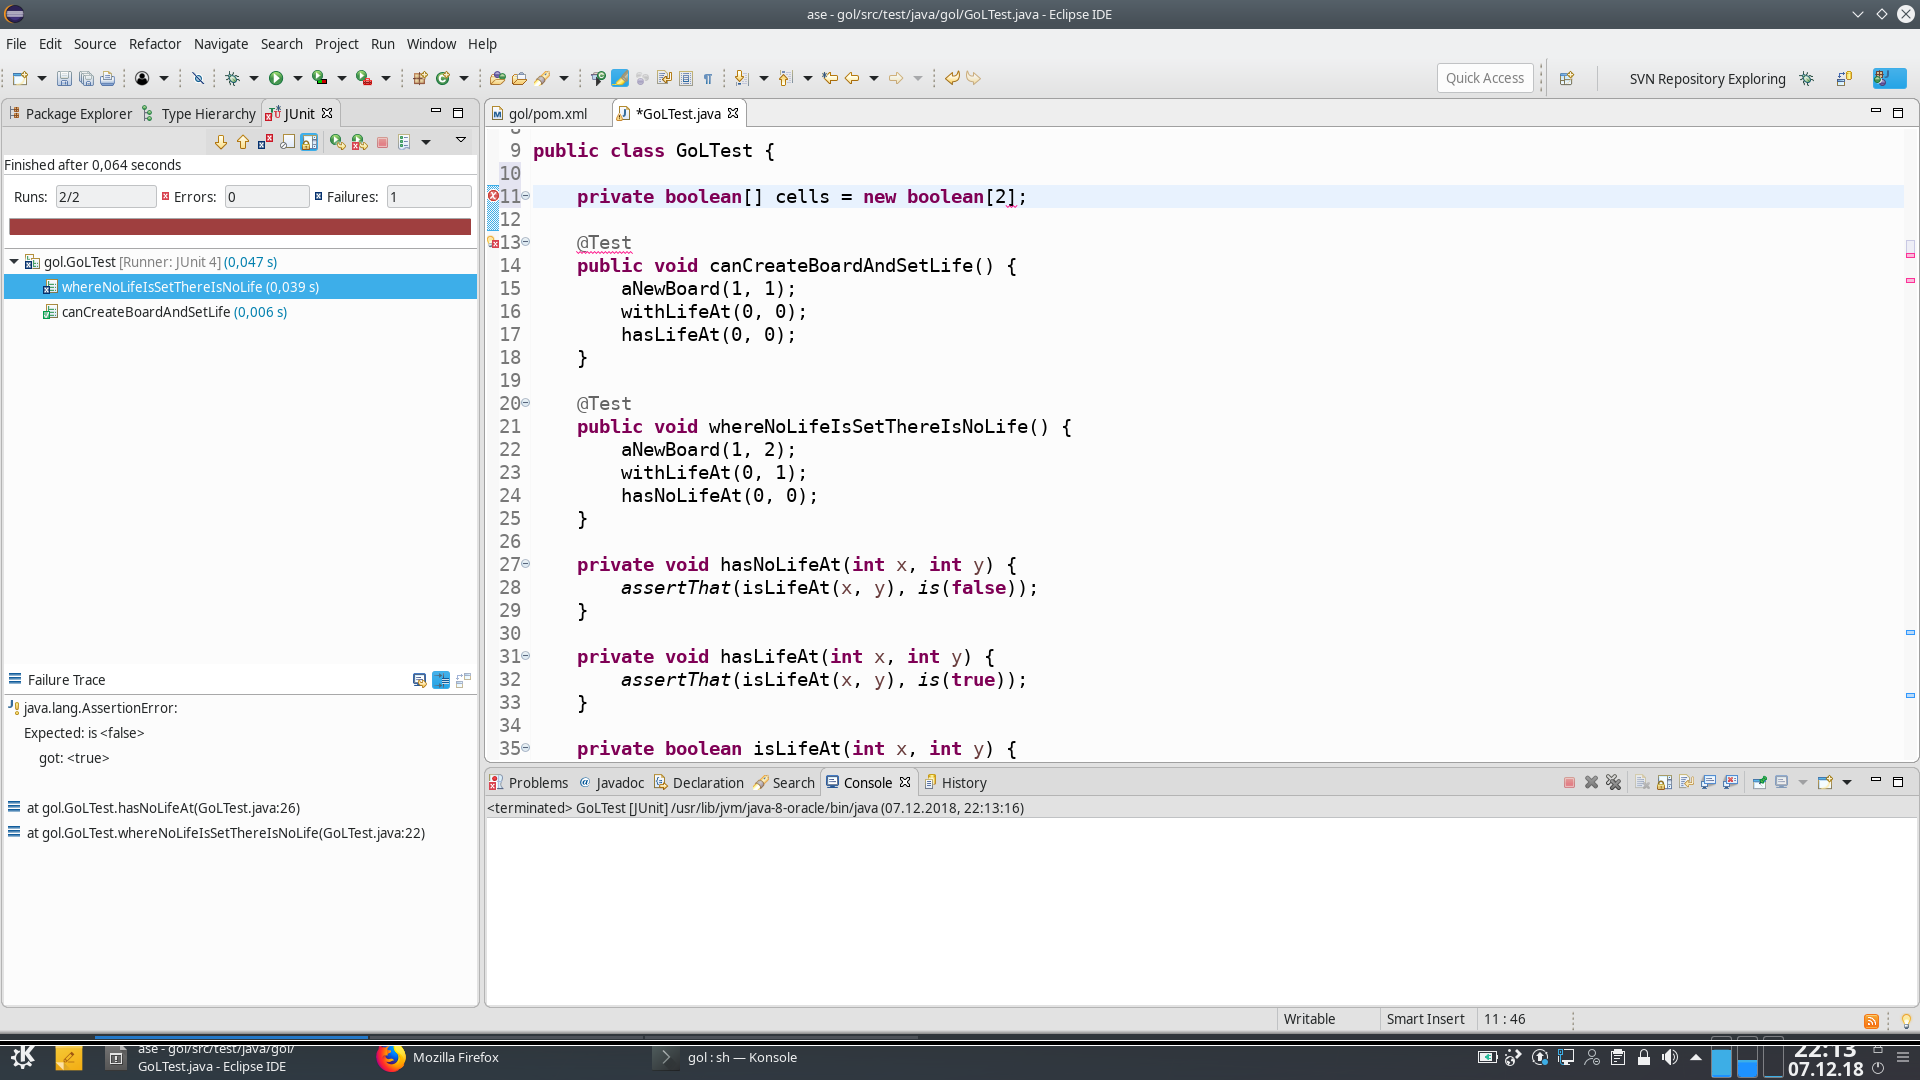 ase - gol/src/test/java/gol/GoLTest.java - Eclipse IDE
File Edit Source Refactor Navigate Search Project Run Window Help
Quick Access
SVN Repository Exploring
Package Explorer Type Hierarchy JUnit
Finished after 0,064 seconds
Runs: 2/2 Errors: 0 Failures: 1
gol.GoLTest [Runner: JUnit 4] (0,047 s)
whereNoLifeIsSetThereIsNoLife (0,039 s)
canCreateBoardAndSetLife (0,006 s)
Failure Trace
java.lang.AssertionError:
Expected: is <false>
got: <true>
at gol.GoLTest.hasNoLifeAt(GoLTest.java:26)
at gol.GoLTest.whereNoLifeIsSetThereIsNoLife(GoLTest.java:22)
gol/pom.xml *GoLTest.java
9 public class GoLTest {
10
11 private boolean[] cells = new boolean[2];
12
13 @Test
14 public void canCreateBoardAndSetLife() {
15 aNewBoard(1, 1);
16 withLifeAt(0, 0);
17 hasLifeAt(0, 0);
18 }
19
20 @Test
21 public void whereNoLifeIsSetThereIsNoLife() {
22 aNewBoard(1, 2);
23 withLifeAt(0, 1);
24 hasNoLifeAt(0, 0);
25 }
26
27 private void hasNoLifeAt(int x, int y) {
28 assertThat(isLifeAt(x, y), is(false));
29 }
30
31 private void hasLifeAt(int x, int y) {
32 assertThat(isLifeAt(x, y), is(true));
33 }
34
35 private boolean isLifeAt(int x, int y) {
Problems Javadoc Declaration Search Console History
<terminated> GoLTest [JUnit] /usr/lib/jvm/java-8-oracle/bin/java (07.12.2018, 22:13:16)
Writable Smart Insert 11 : 46
ase - gol/src/test/java/gol/
GoLTest.java - Eclipse IDE
Mozilla Firefox
gol : sh — Konsole
22:13
07.12.18